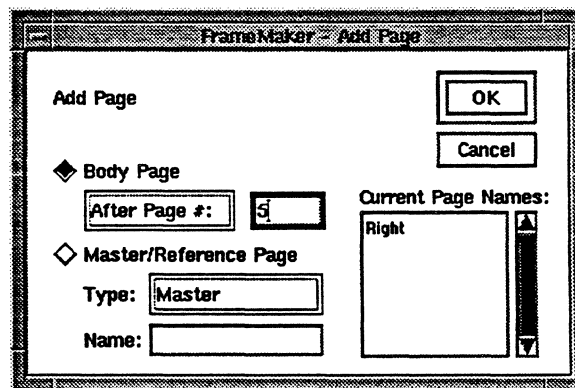 FrameMaker - Add Page
Add Page
OK
Cancel
Body Page
After Page #:
5
Current Page Names:
Right
Master/Reference Page
Type:
Master
Name: